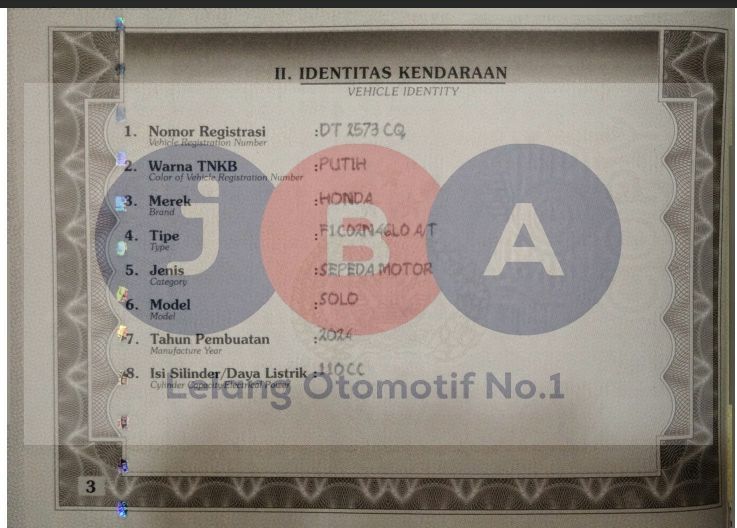 II. IDENTITAS KENDARAAN
VEHICLE IDENTITY
1. Nomor Registrasi : DT 2573 CQ
Vehicle Registration Number
2. Warna TNKB : PUTIH
Color of Vehicle Registration Number
3. Merek : HONDA
Brand
4. Tipe : F1C02N46L0 A/T
Type
5. Jenis : SEPEDA MOTOR
Category
6. Model : SOLO
Model
7. Tahun Pembuatan : 2024
Manufacture Year
8. Isi Silinder/Daya Listrik : 110 CC
Cylinder Capacity/Electrical Power
jBA
Lelang Otomotif No.1
3